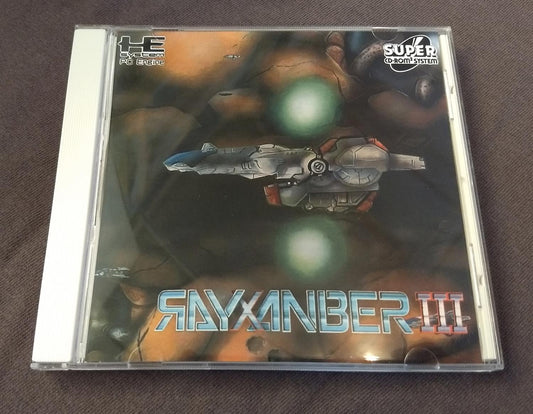 HE
SYSTEM
PC Engine
SUPER
CD-ROM² SYSTEM
RAYXANBER III